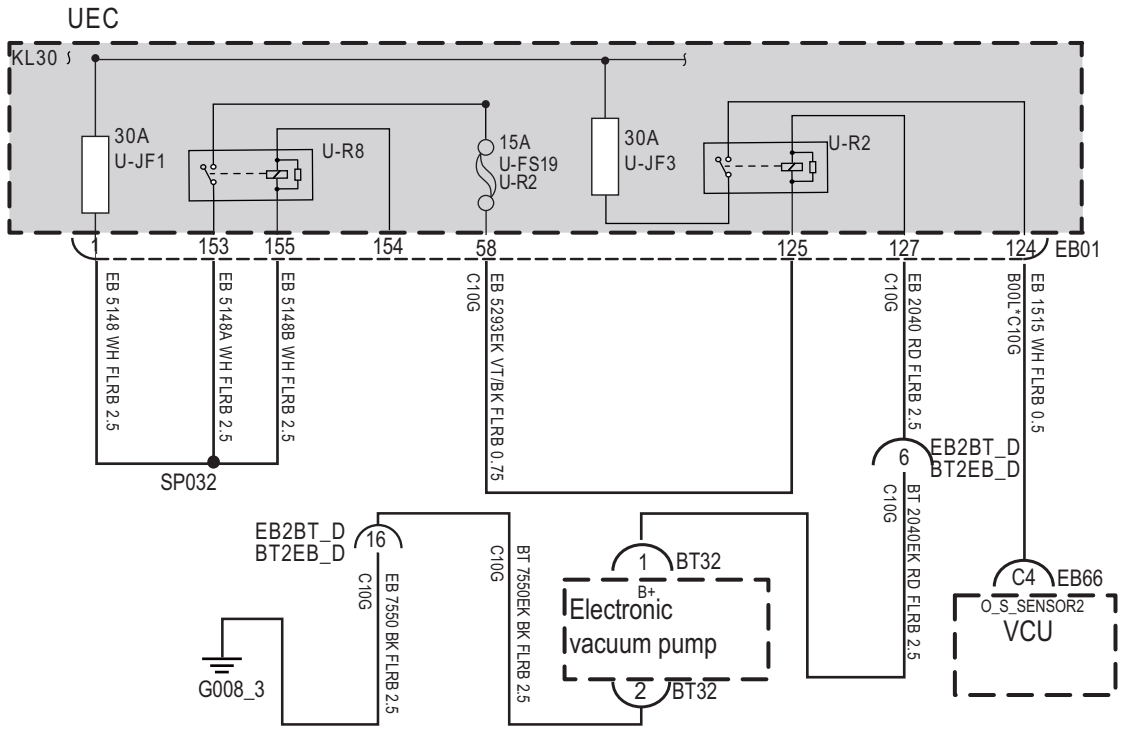 UEC
KL30
30A
U-JF1
U-R8
15A
U-FS19
U-R2
30A
U-JF3
U-R2
1
153
155
154
58
125
127
124
EB01
EB 5148 WH FLRB 2.5
EB 5148A WH FLRB 2.5
EB 5148B WH FLRB 2.5
EB 5293EK VT/BK FLRB 0.75
C10G
EB 2040 RD FLRB 2.5
C10G
EB 1515 WH FLRB 0.5
B00L*C10G
SP032
6
EB2BT_D
BT2EB_D
BT 2040EK RD FLRB 2.5
C10G
EB2BT_D
BT2EB_D
16
EB 7550 BK FLRB 2.5
C10G
BT 7550EK BK FLRB 2.5
C10G
1
BT32
B+
Electronic
vacuum pump
2
BT32
C4
EB66
O_S_SENSOR2
VCU
G008_3